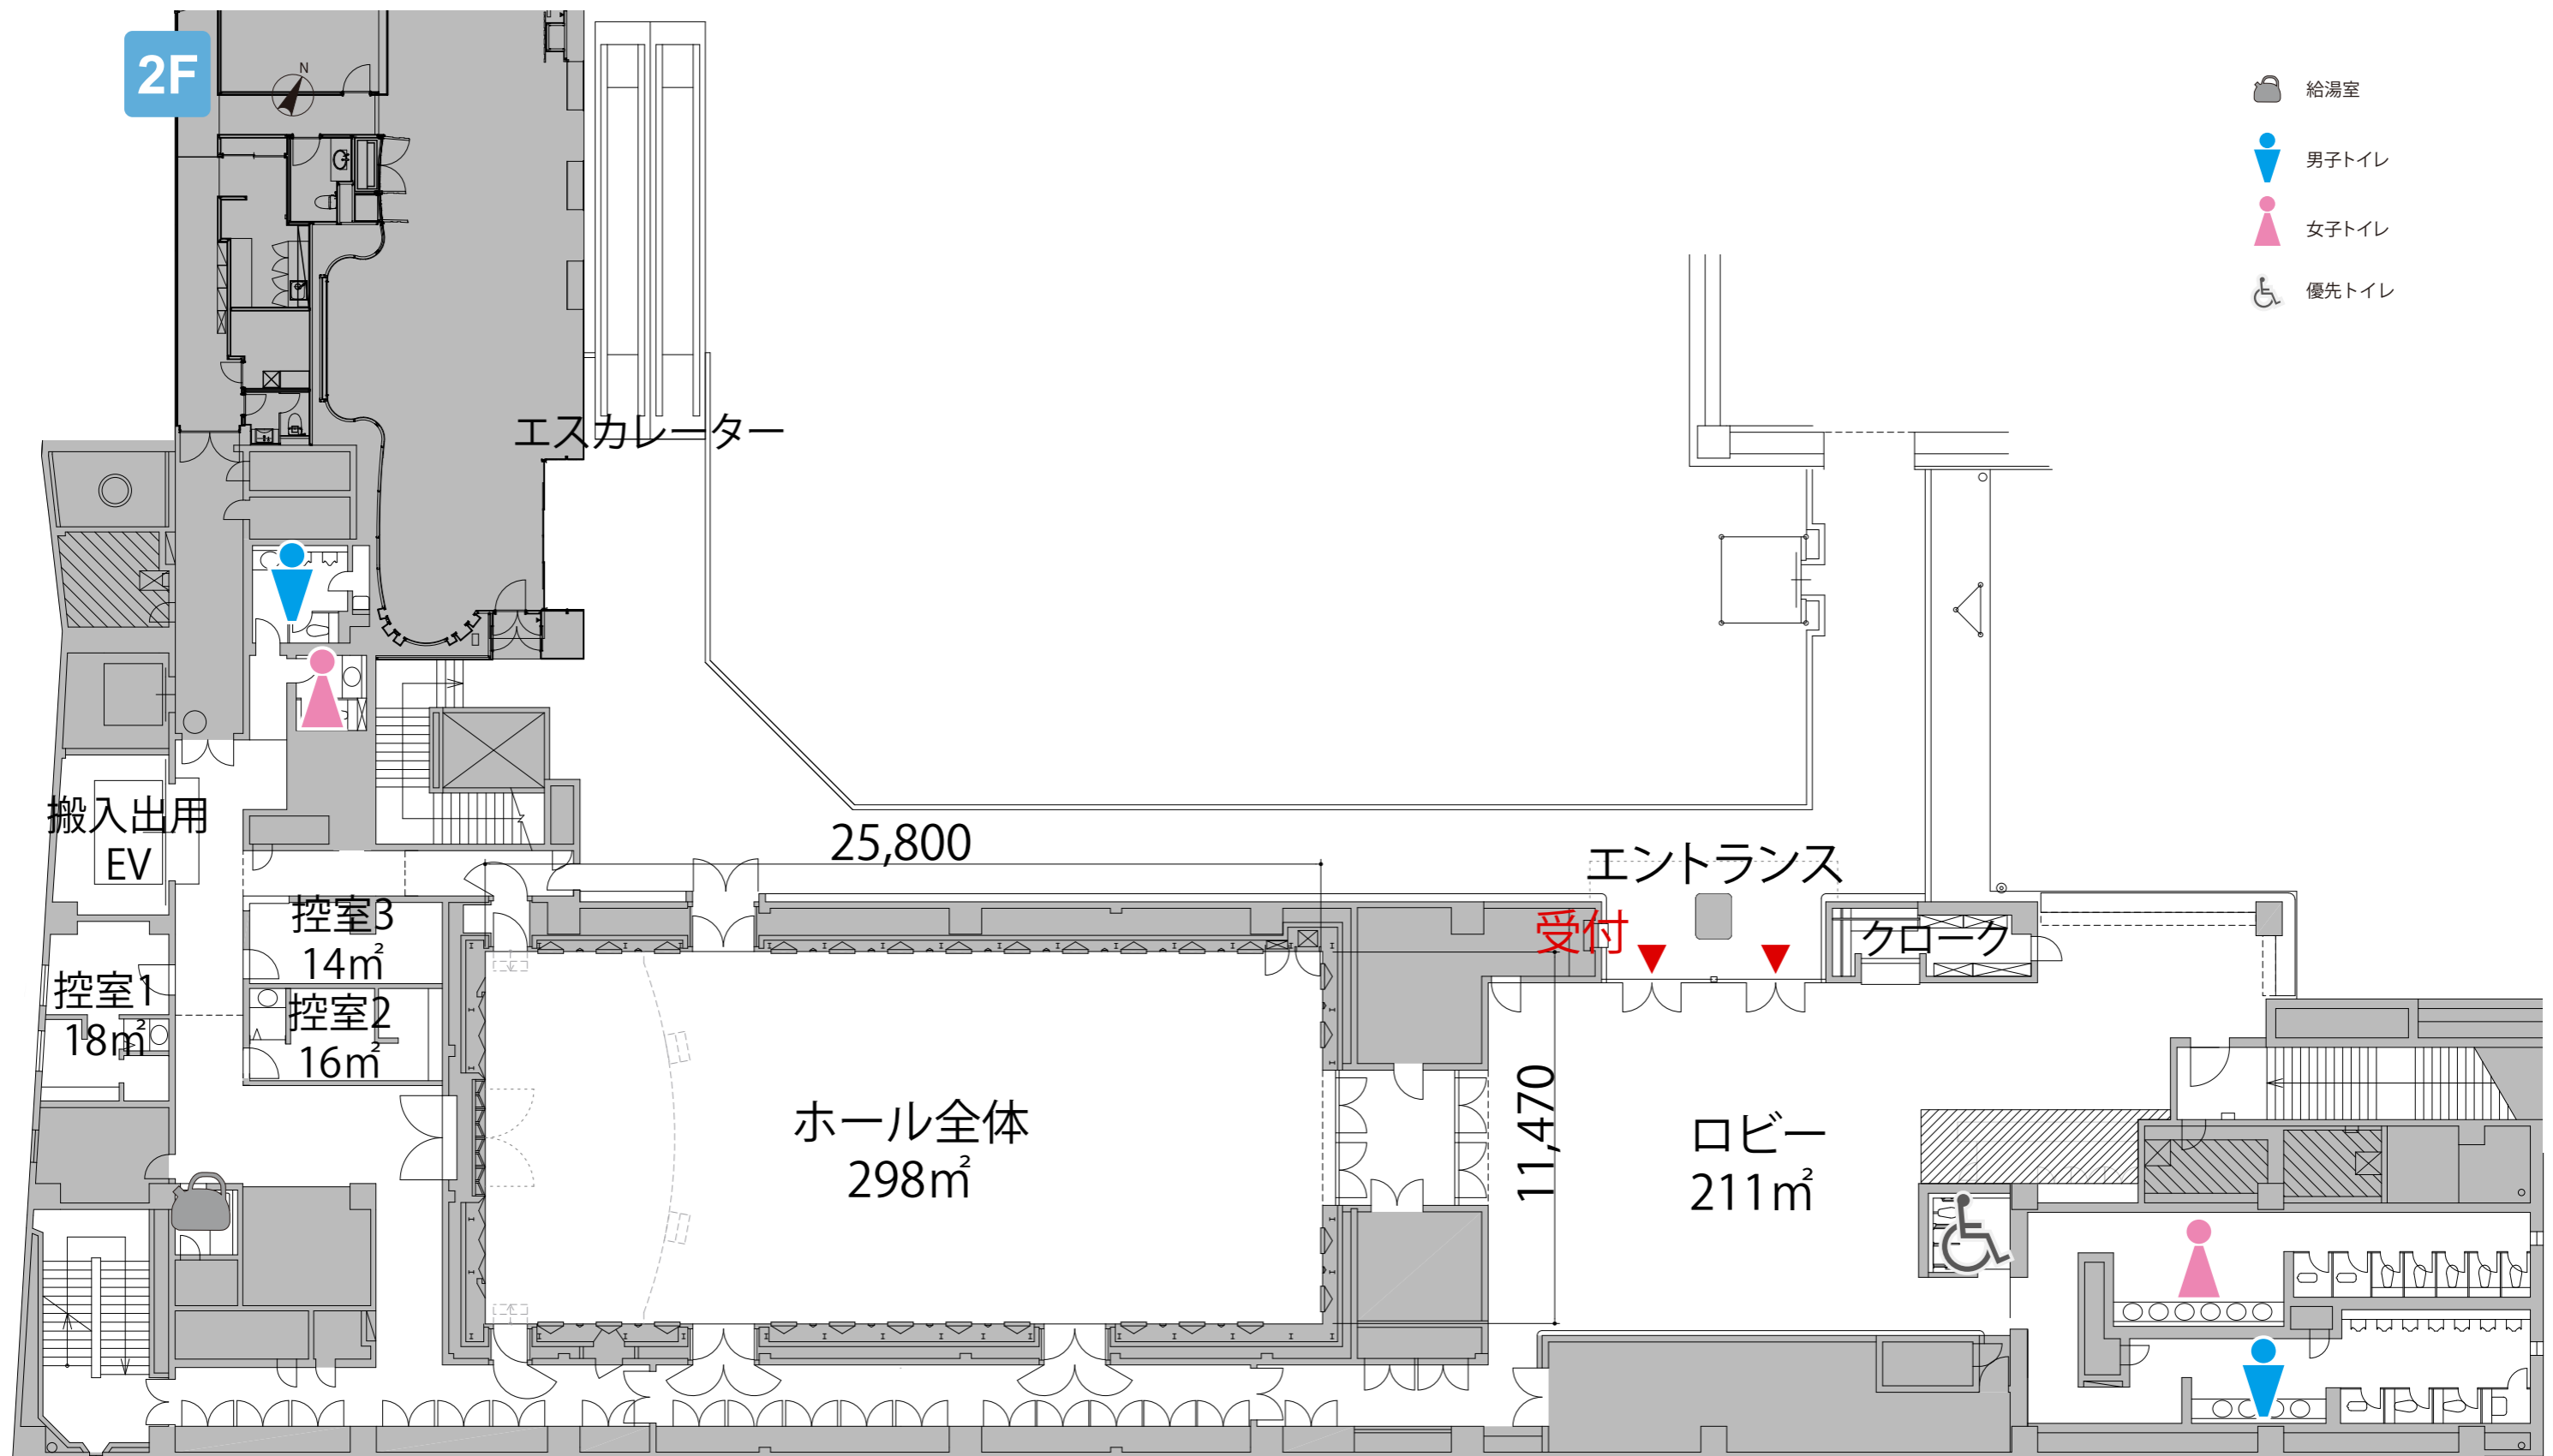 2F
N
給湯室
男子トイレ
女子トイレ
優先トイレ
エスカレーター
搬入出用
EV
25,800
エントランス
受付
クローク
控室3
14㎡
控室1
18㎡
控室2
16㎡
ホール全体
298㎡
11,470
ロビー
211㎡